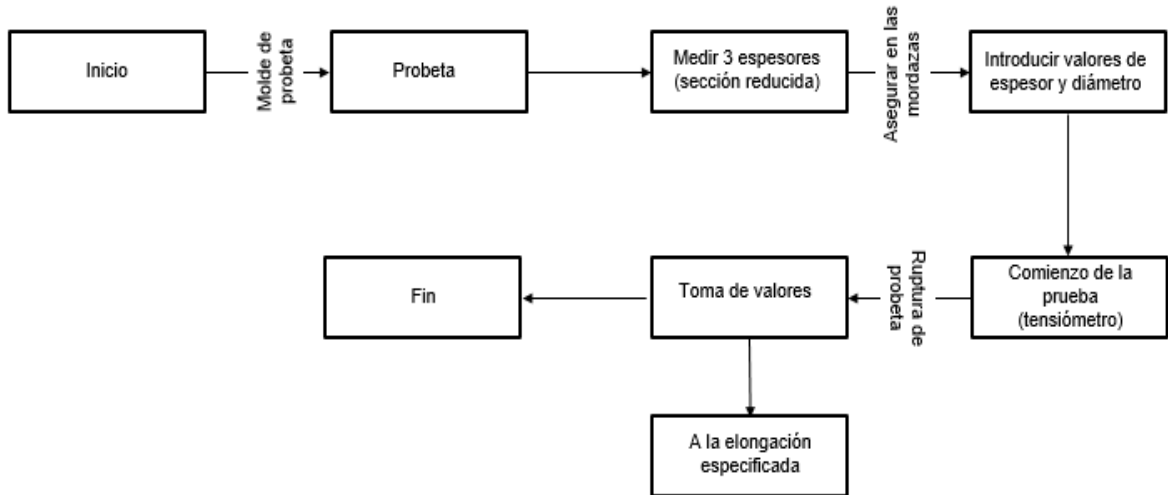 Inicio
Molde de
probeta
Probeta
Medir 3 espesores
(sección reducida)
Asegurar en las
mordazas
Introducir valores de
espesor y diámetro
Comienzo de la
prueba
(tensiómetro)
Ruptura de
probeta
Toma de valores
Fin
A la elongación
especificada